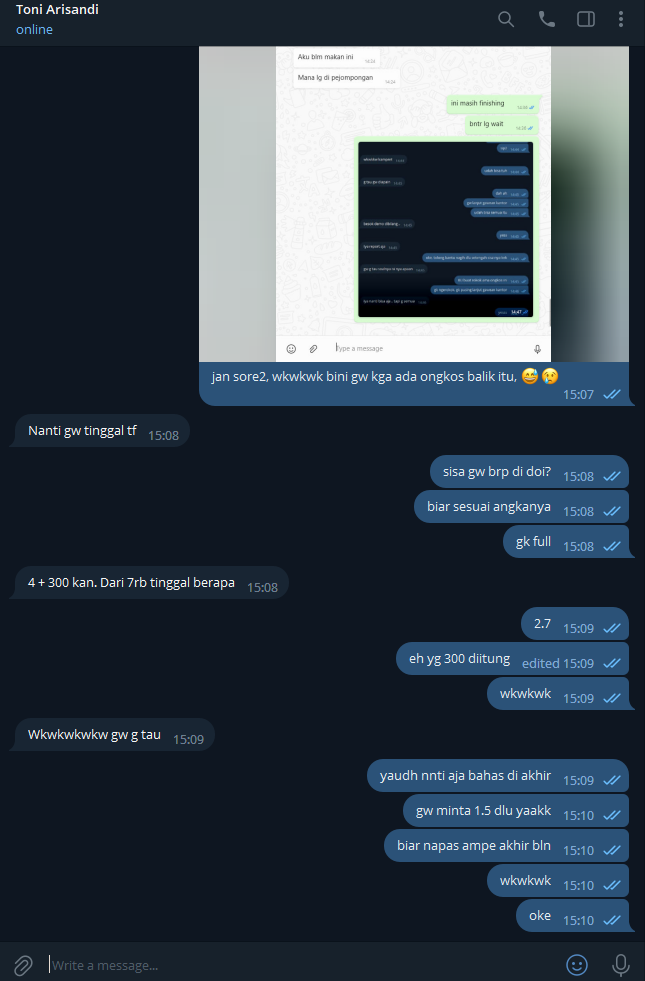 Toni Arisandi
online
Aku blm makan ini
14:24
Mana lg di pejompongan
14:24
ini masih finishing
bntr lg wait
14:47
Type a message
jan sore2, wkwkwk bini gw kga ada ongkos balik itu, 😅😢
15:07
Nanti gw tinggal tf 15:08
sisa gw brp di doi? 15:08
biar sesuai angkanya 15:08
gk full 15:08
4 + 300 kan. Dari 7rb tinggal berapa 15:08
2.7 15:09
eh yg 300 diitung edited 15:09
wkwkwk 15:09
Wkwkwkwkw gw g tau 15:09
yaudh nnti aja bahas di akhir 15:09
gw minta 1.5 dlu yaakk 15:10
biar napas ampe akhir bln 15:10
wkwkwk 15:10
oke 15:10
Write a message...